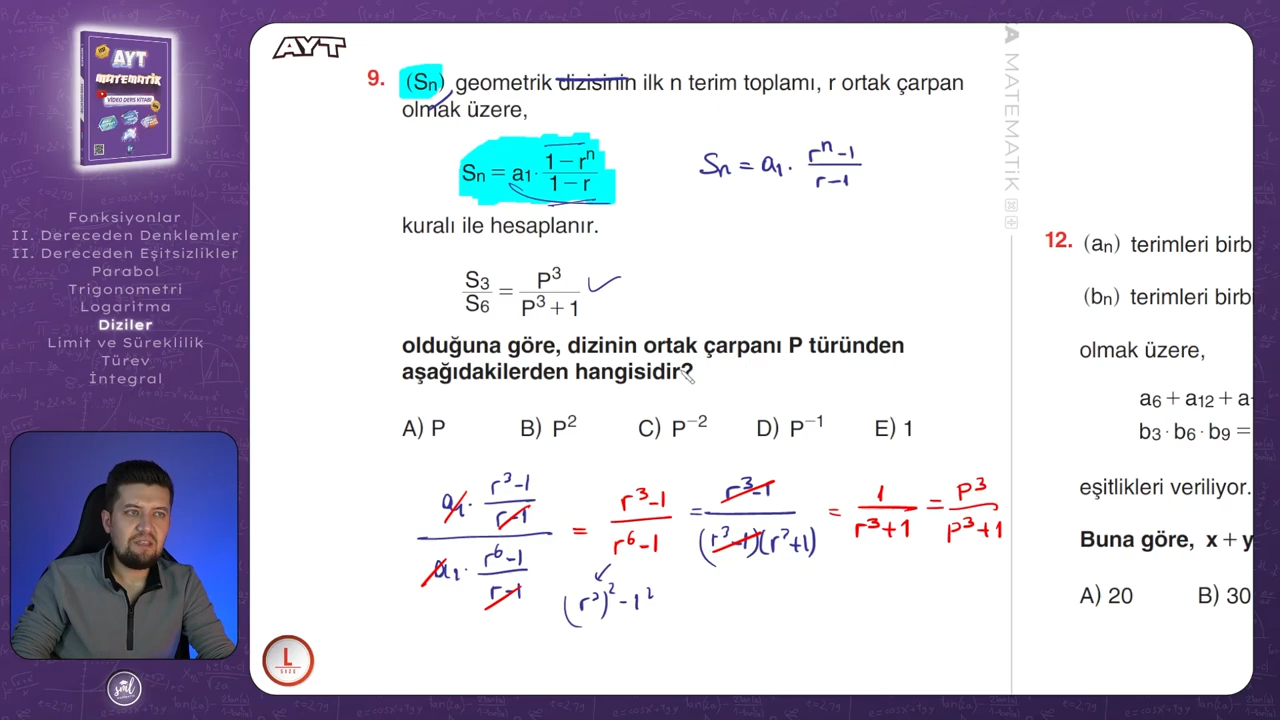 AYT
MATEMATİK
VİDEO DERS KİTABI
Fonksiyonlar
II. Dereceden Denklemler
II. Dereceden Eşitsizlikler
Parabol
Trigonometri
Logaritma
Diziler
Limit ve Süreklilik
Türev
İntegral
sml
AYT
9. (Sn), geometrik dizisinin ilk n terim toplamı, r ortak çarpan
olmak üzere,
Sn = a1 · (1 – r^n)/(1 – r)
Sn = a1 · (r^n - 1)/(r - 1)
kuralı ile hesaplanır.
S3/S6 = P^3/(P^3 + 1) ✓
olduğuna göre, dizinin ortak çarpanı P türünden
aşağıdakilerden hangisidir?
A) P B) P^2 C) P^–2 D) P^–1 E) 1
(a1 · (r^3-1)/(r-1))/(a1 · (r^6-1)/(r-1)) = (r^3-1)/(r^6-1) = (r^3-1)/((r^3-1)(r^3+1)) = 1/(r^3+1) = P^3/(P^3+1)
(r^3)^2 - 1^2
L
SIZE
A MATEMATİK
12. (an) terimleri birb
(bn) terimleri birb
olmak üzere,
a6 + a12 + a
b3 · b6 · b9 =
eşitlikleri veriliyor.
Buna göre, x + y
A) 20 B) 30